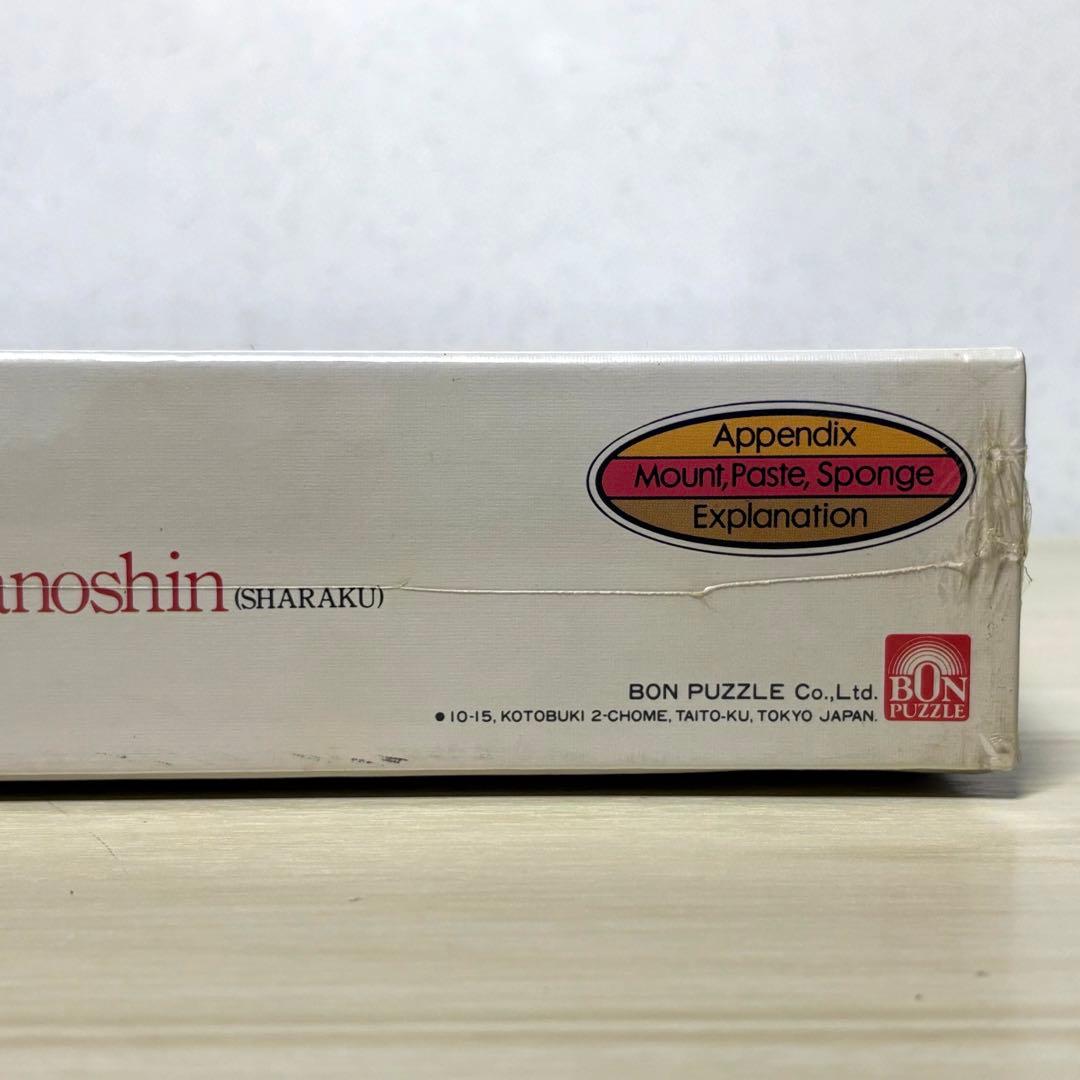 Appendix
Mount,Paste, Sponge
Explanation
anoshin (SHARAKU)
BON PUZZLE Co.,Ltd.
● 10-15, KOTOBUKI 2-CHOME, TAITO-KU, TOKYO JAPAN.
BON
PUZZLE